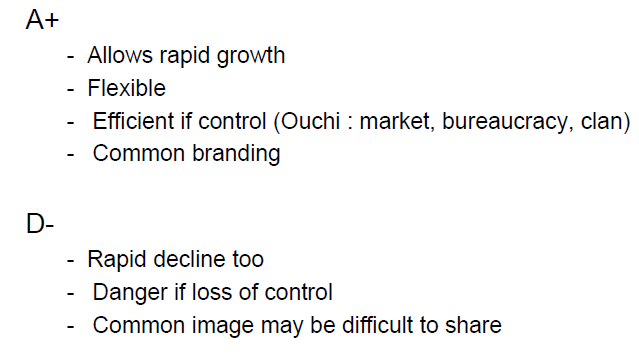 A+
- Allows rapid growth
- Flexible
- Efficient if control (Ouchi : market, bureaucracy, clan)
- Common branding
D-
- Rapid decline too
- Danger if loss of control
- Common image may be difficult to share